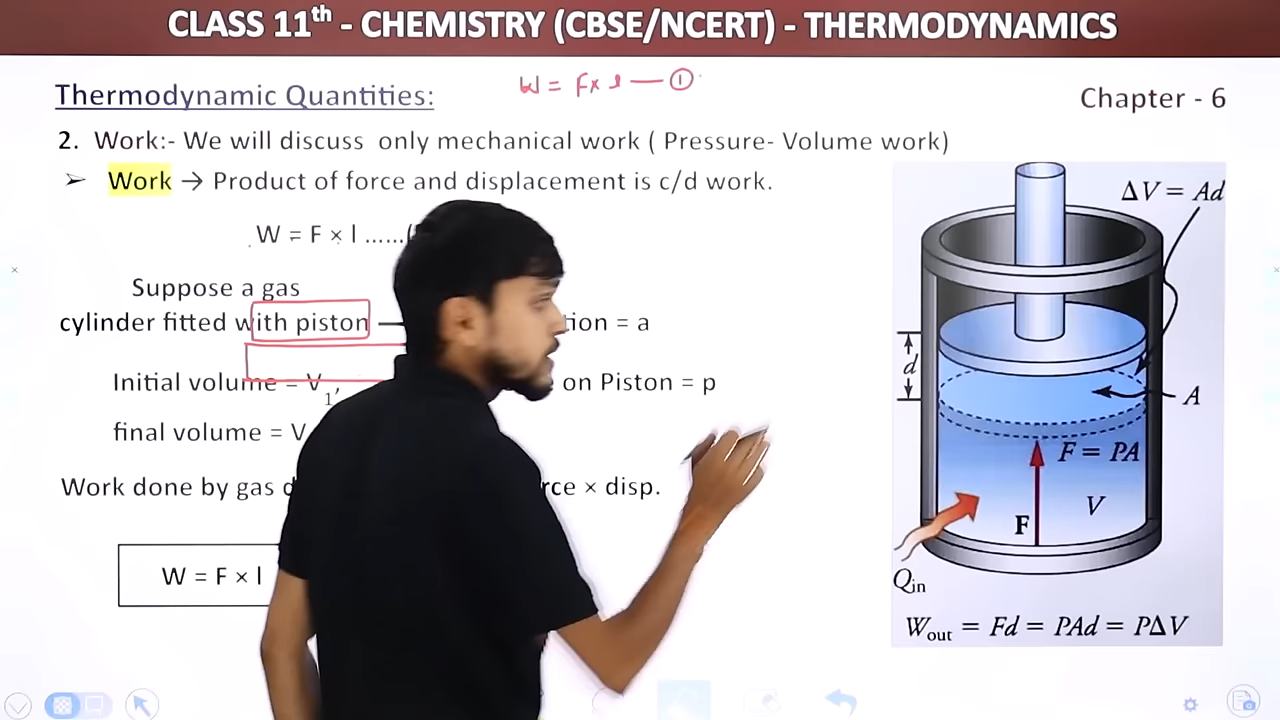 CLASS 11th - CHEMISTRY (CBSE/NCERT) - THERMODYNAMICS
Thermodynamic Quantities:
W = F × l — ①
Chapter - 6
2. Work:- We will discuss only mechanical work ( Pressure- Volume work)
➢ Work → Product of force and displacement is c/d work.
W = F × l ......(
Suppose a gas
cylinder fitted with piston
tion = a
Initial volume = V1,
on Piston = p
final volume = V
Work done by gas
rce × disp.
W = F × l
ΔV = Ad
d
A
F = PA
F
V
Qin
Wout = Fd = PAd = PΔV